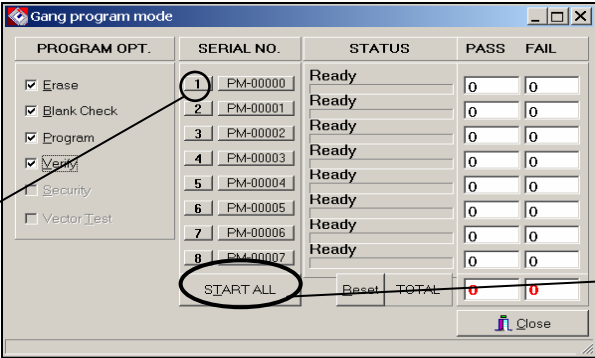 Gang program mode
PROGRAM OPT. SERIAL NO. STATUS PASS FAIL
Erase 1 PM-00000 Ready 0 0
Blank Check 2 PM-00001 Ready 0 0
Program 3 PM-00002 Ready 0 0
Verify 4 PM-00003 Ready 0 0
Security 5 PM-00004 Ready 0 0
Vector Test 6 PM-00005 Ready 0 0
7 PM-00006 Ready 0 0
8 PM-00007 Ready 0 0
START ALL Reset TOTAL 0 0
Close